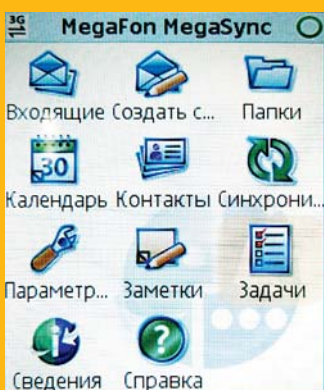 3G MegaFon MegaSync
Входящие Создать с... Папки
30
Календарь Контакты Синхрони...
Параметр... Заметки Задачи
Сведения Справка